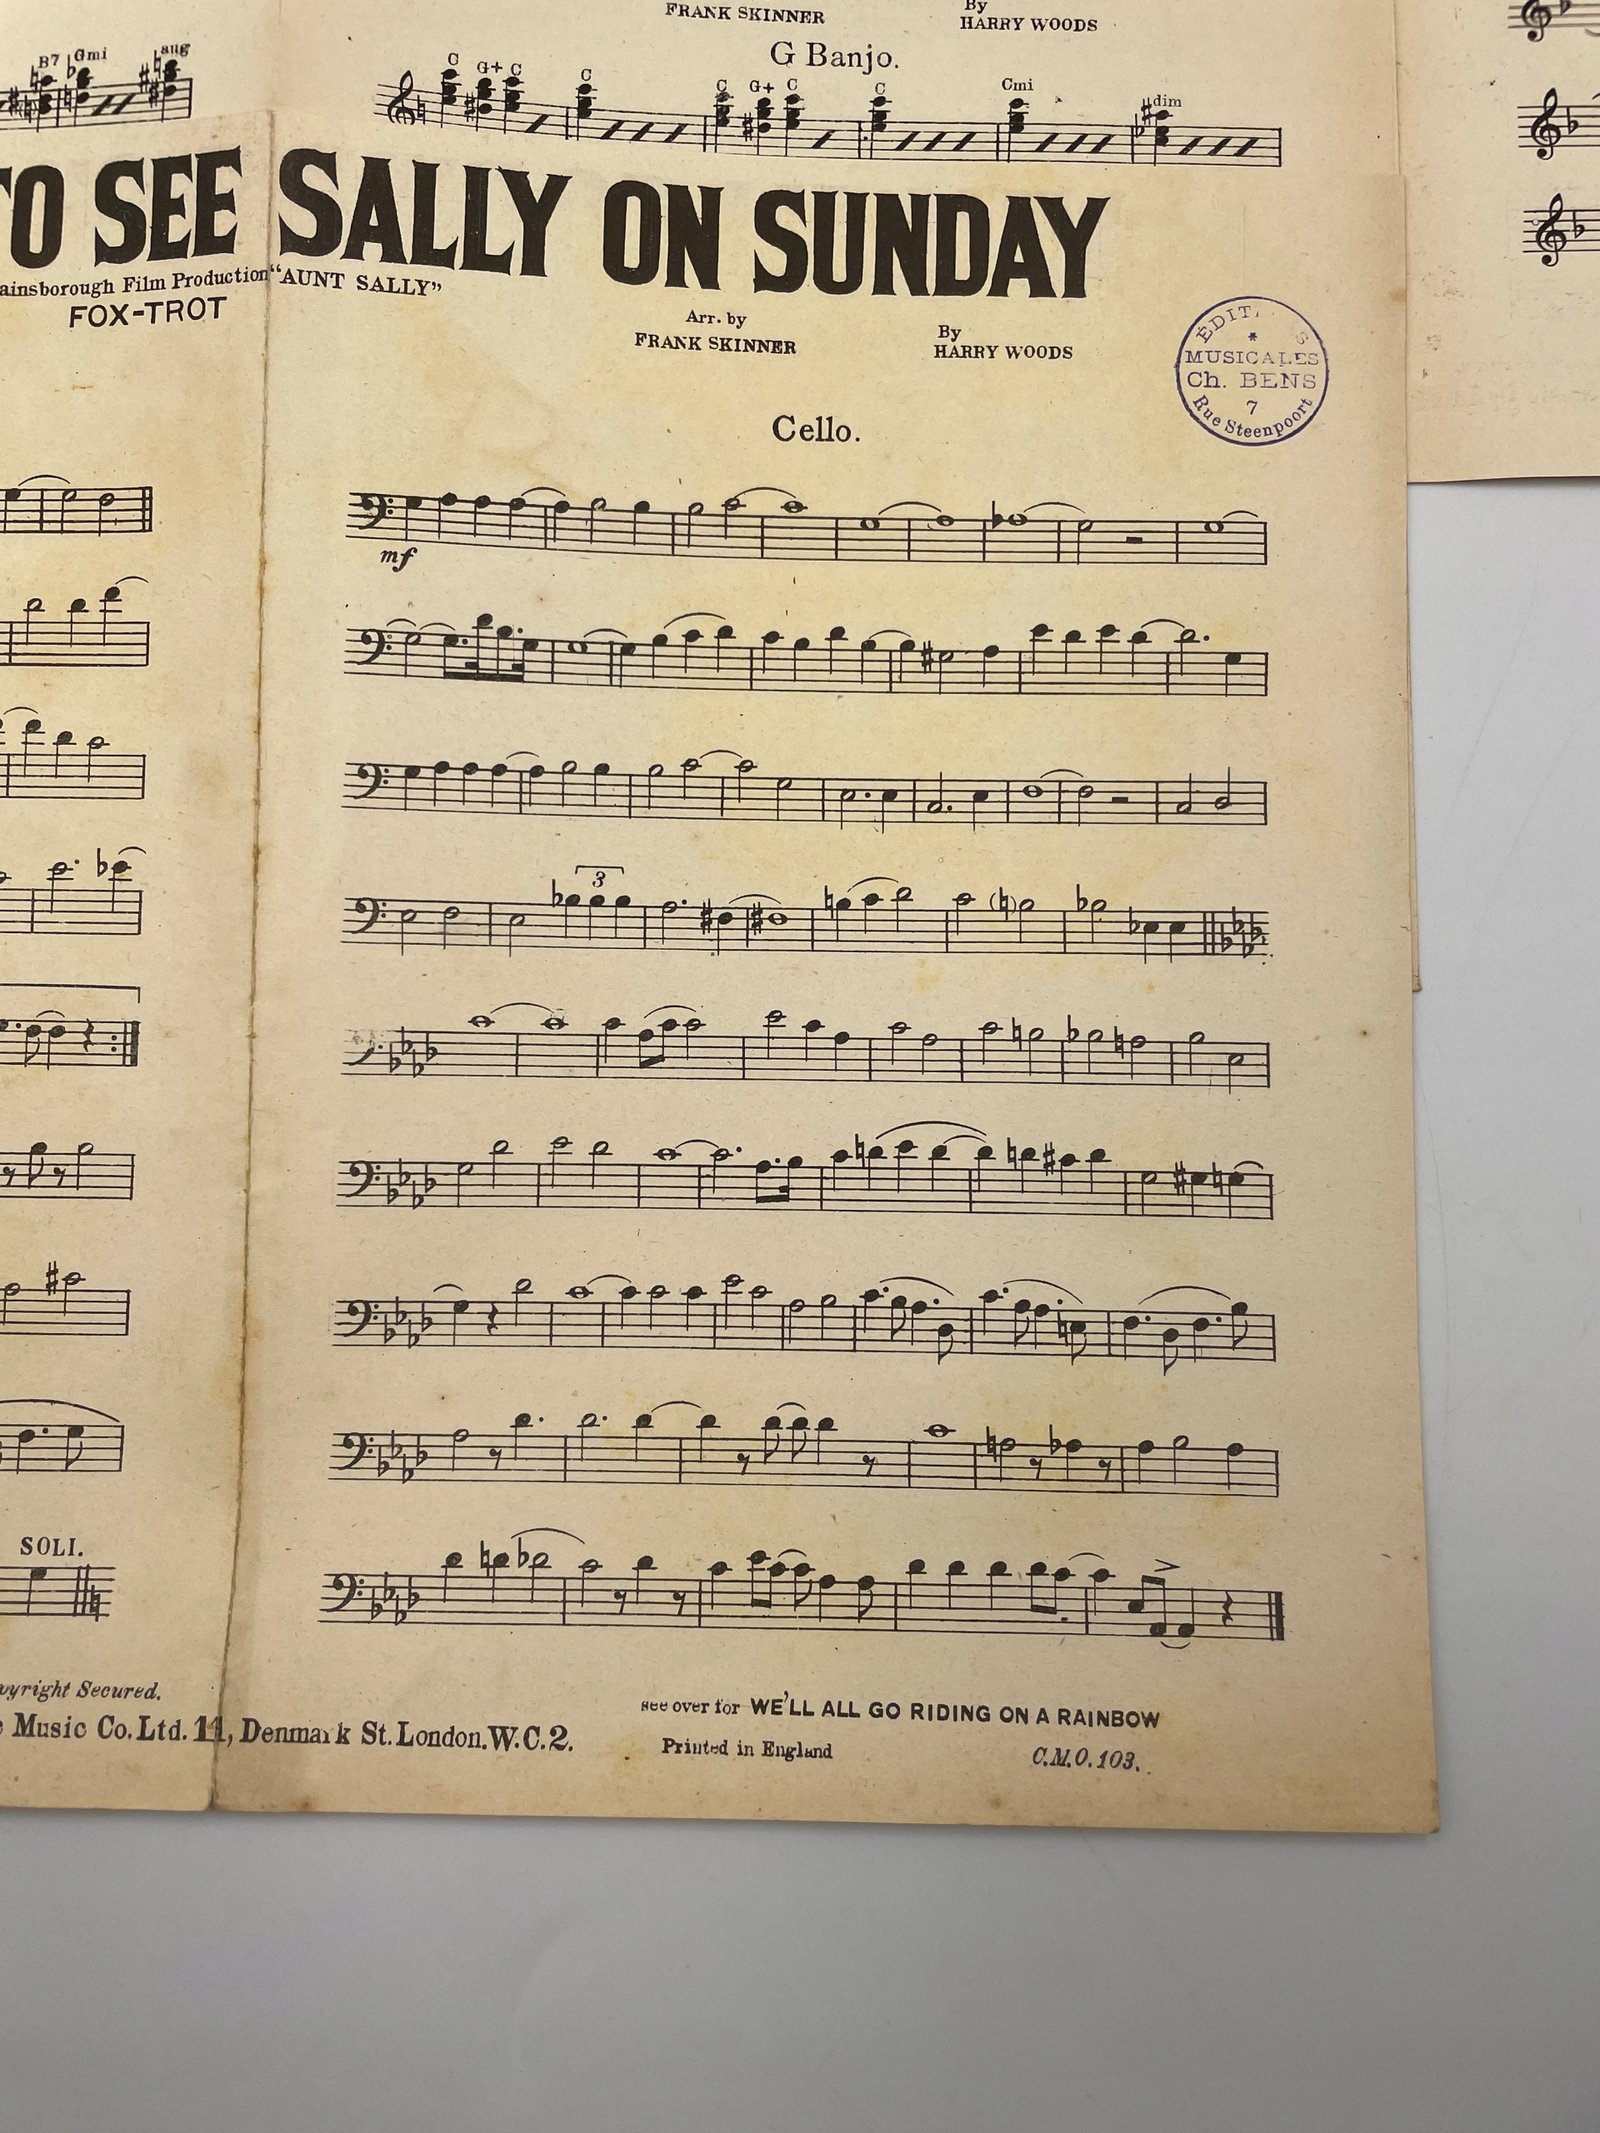 FRANK SKINNER
By
HARRY WOODS
G Banjo.
B7 Gmi aug
C G+ C C C G+ C C Cmi dim
TO SEE SALLY ON SUNDAY
Film Production "AUNT SALLY"
FOX-TROT
Arr. by
FRANK SKINNER
By
HARRY WOODS
MUSICALES
Ch. BENS
7
Rue Steenpoort
Cello.
mf
3
SOLI.
Secured.
Music Co. Ltd. 11, Denmark St. London. W.C.2.
see over for WE'LL ALL GO RIDING ON A RAINBOW
Printed in England
C.M.O. 103.